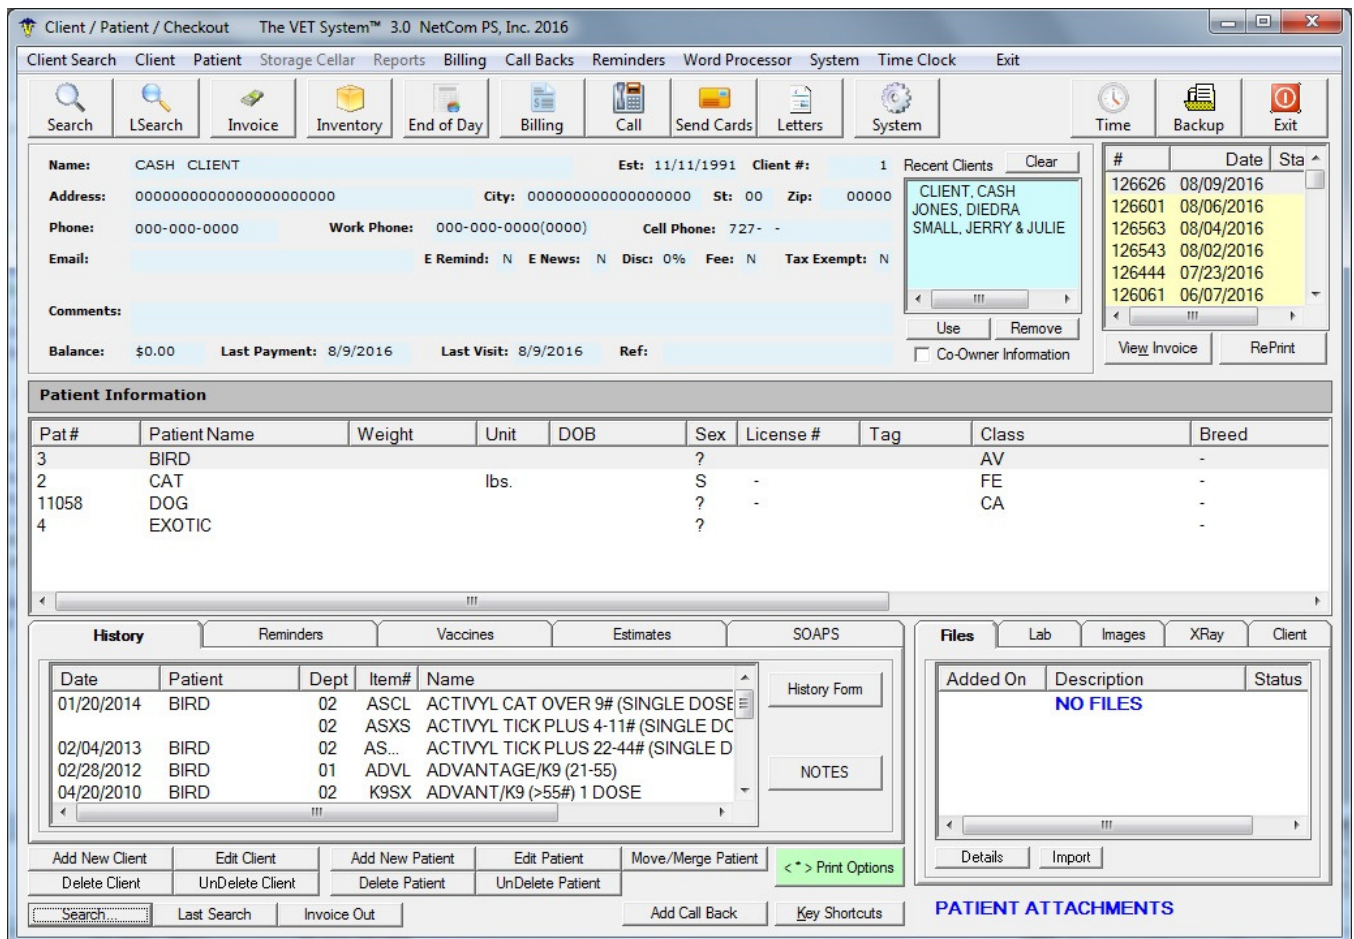 Client / Patient / Checkout The VET System™ 3.0 NetCom PS, Inc. 2016
Client Search Client Patient Storage Cellar Reports Billing Call Backs Reminders Word Processor System Time Clock Exit
Search LSearch Invoice Inventory End of Day Billing Call Send Cards Letters System Time Backup Exit
Name: CASH CLIENT Est: 11/11/1991 Client #: 1
Address: 0000000000000000000000 City: 000000000000000000 St: 00 Zip: 00000
Phone: 000-000-0000 Work Phone: 000-000-0000(0000) Cell Phone: 727- -
Email: E Remind: N E News: N Disc: 0% Fee: N Tax Exempt: N
Comments:
Balance: $0.00 Last Payment: 8/9/2016 Last Visit: 8/9/2016 Ref:
Recent Clients Clear
CLIENT, CASH
JONES, DIEDRA
SMALL, JERRY & JULIE
Use Remove
Co-Owner Information
# Date Sta
126626 08/09/2016
126601 08/06/2016
126563 08/04/2016
126543 08/02/2016
126444 07/23/2016
126061 06/07/2016
View Invoice RePrint
Patient Information
Pat # Patient Name Weight Unit DOB Sex License # Tag Class Breed
3 BIRD ? AV -
2 CAT lbs. S - FE -
11058 DOG ? - CA -
4 EXOTIC ? -
History Reminders Vaccines Estimates SOAPS
Date Patient Dept Item# Name
01/20/2014 BIRD 02 ASCL ACTIVYL CAT OVER 9# (SINGLE DOSE
02 ASXS ACTIVYL TICK PLUS 4-11# (SINGLE DO
02/04/2013 BIRD 02 AS... ACTIVYL TICK PLUS 22-44# (SINGLE D
02/28/2012 BIRD 01 ADVL ADVANTAGE/K9 (21-55)
04/20/2010 BIRD 02 K9SX ADVANT/K9 (>55#) 1 DOSE
History Form
NOTES
Files Lab Images XRay Client
Added On Description Status
NO FILES
Details Import
Add New Client Edit Client Add New Patient Edit Patient Move/Merge Patient < * > Print Options
Delete Client UnDelete Client Delete Patient UnDelete Patient
Search... Last Search Invoice Out Add Call Back Key Shortcuts
PATIENT ATTACHMENTS